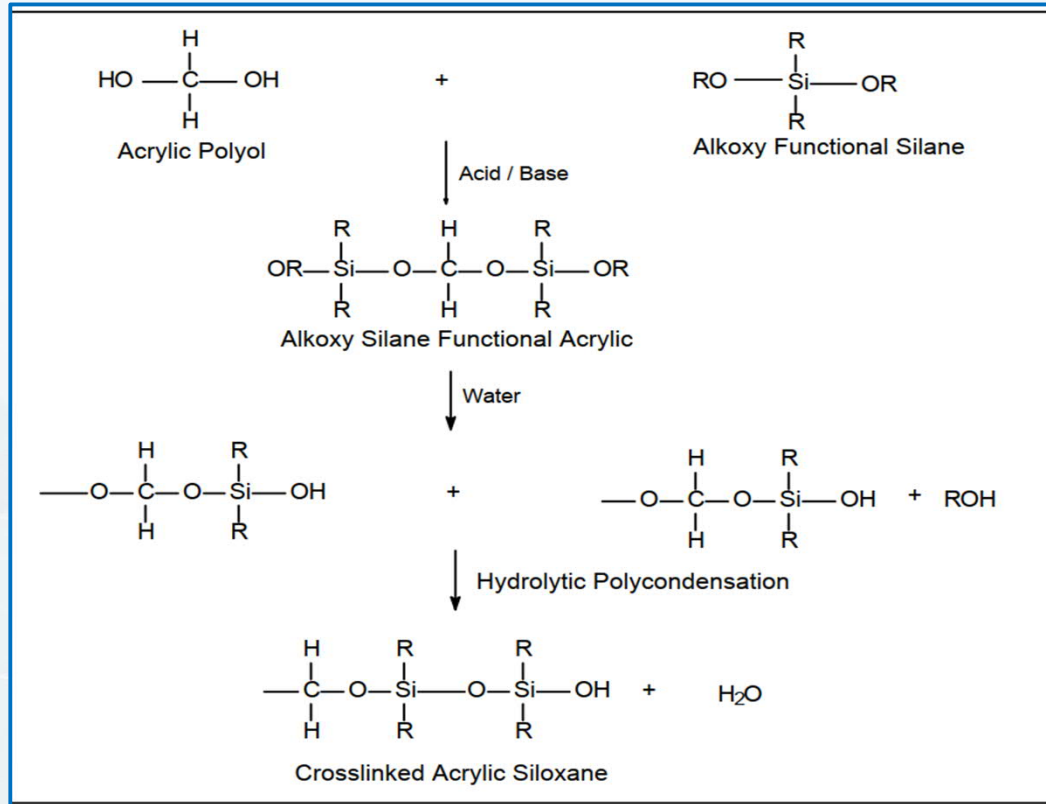 H R
HO — C — OH + RO — Si — OR
H R
Acrylic Polyol Alkoxy Functional Silane
Acid / Base
R H R
OR—Si—O—C—O—Si—OR
R H R
Alkoxy Silane Functional Acrylic
Water
H R H R
—O—C—O—Si—OH + —O—C—O—Si—OH + ROH
H R H R
Hydrolytic Polycondensation
H R R
—C—O—Si—O—Si—OH + H₂O
H R R
Crosslinked Acrylic Siloxane